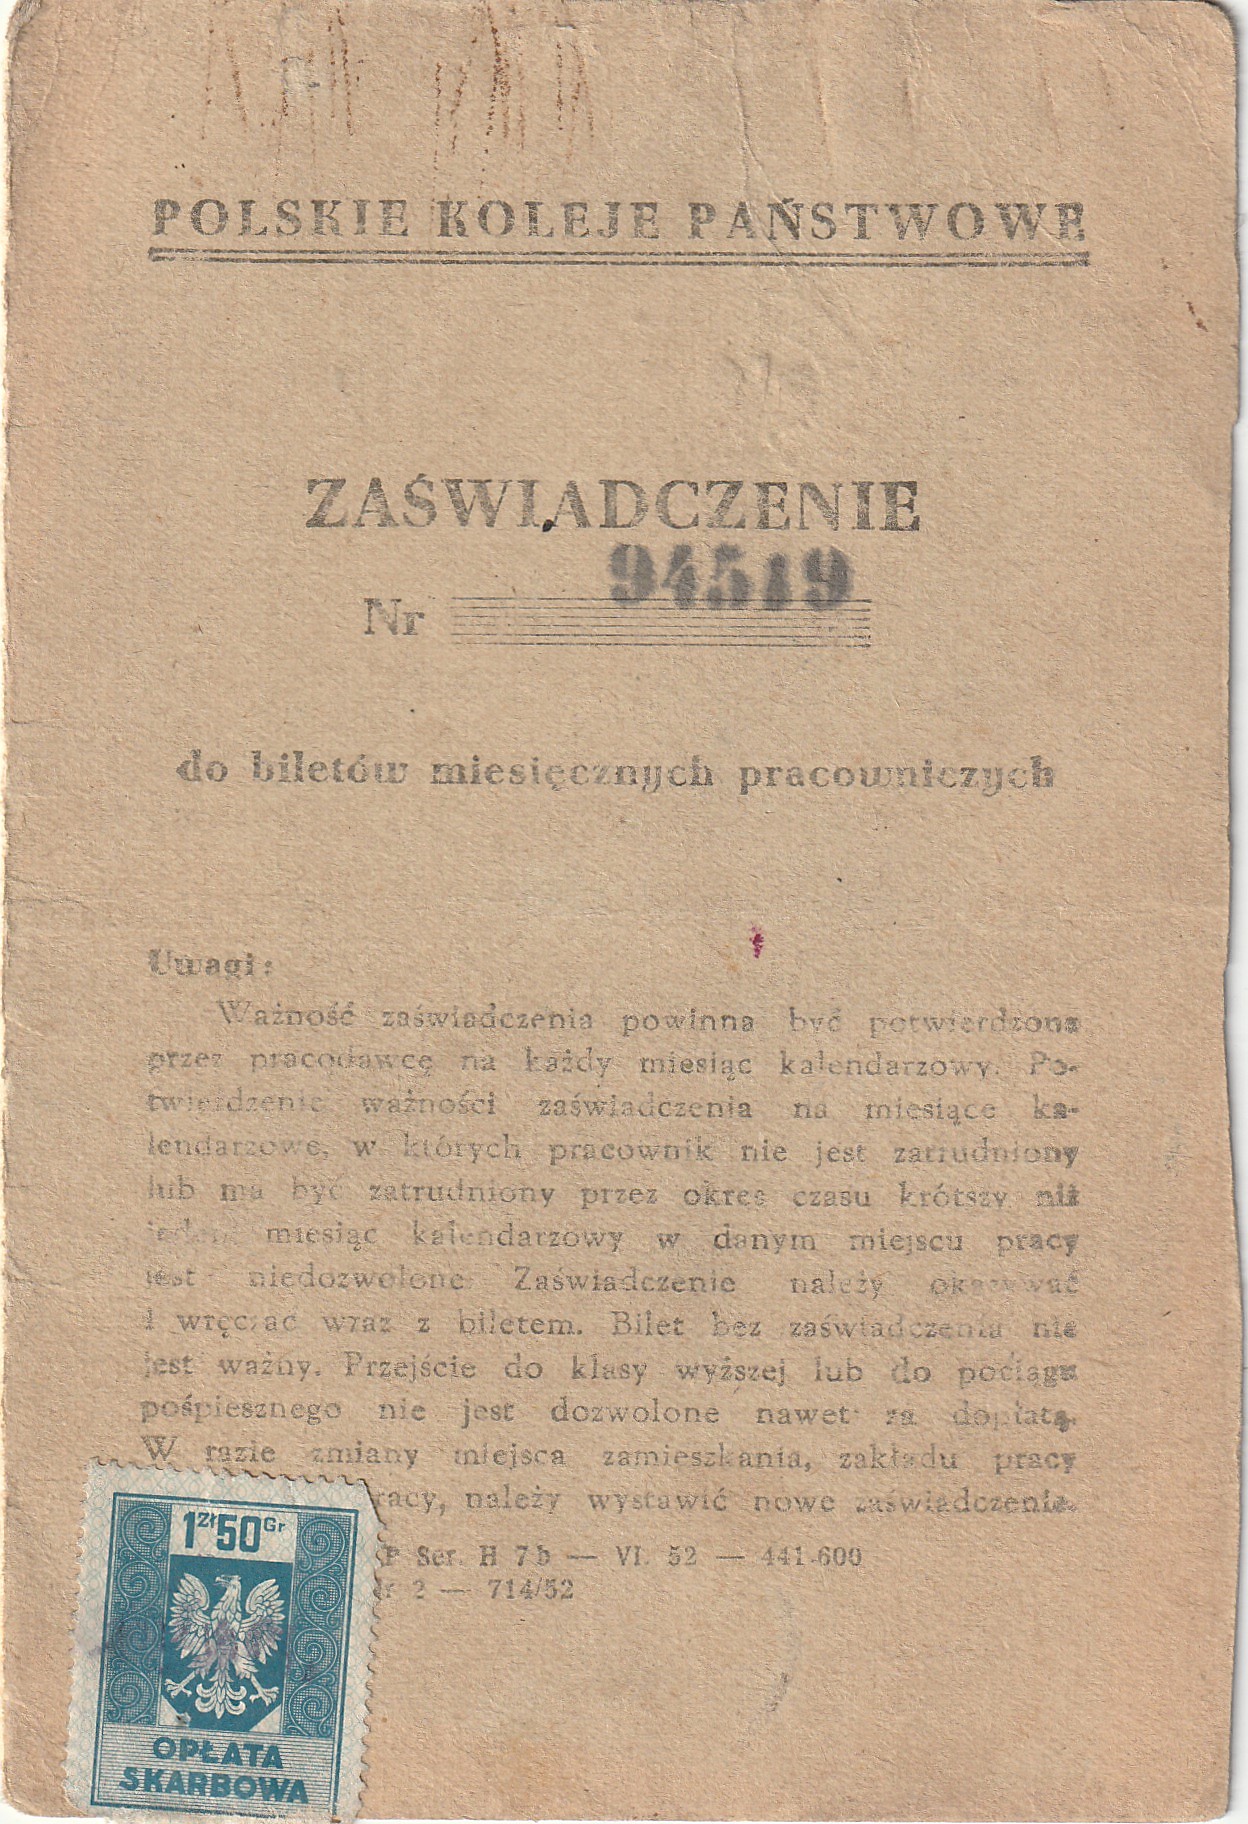 POLSKIE KOLEJE PAŃSTWOWE
ZAŚWIADCZENIE
Nr 94519
do biletów miesięcznych pracowniczych
Uwagi:
Ważność zaświadczenia powinna być potwierdzona
przez pracodawcę na każdy miesiąc kalendarzowy. Po-
twierdzenie ważności zaświadczenia na miesiące ka-
lendarzowe, w których pracownik nie jest zatrudniony
lub ma być zatrudniony przez okres czasu krótszy niż
jeden miesiąc kalendarzowy w danym miejscu pracy
jest niedozwolone. Zaświadczenie należy okazywać
i wręczać wraz z biletem. Bilet bez zaświadczenia nie
jest ważny. Przejście do klasy wyższej lub do pociągu
pośpiesznego nie jest dozwolone nawet za dopłatą.
W razie zmiany miejsca zamieszkania, zakładu pracy
racy, należy wystawić nowe zaświadczenie.
P Ser. H 7b — VI. 52 — 441-600
r 2 — 714/52
1 zł 50 Gr
OPŁATA
SKARBOWA